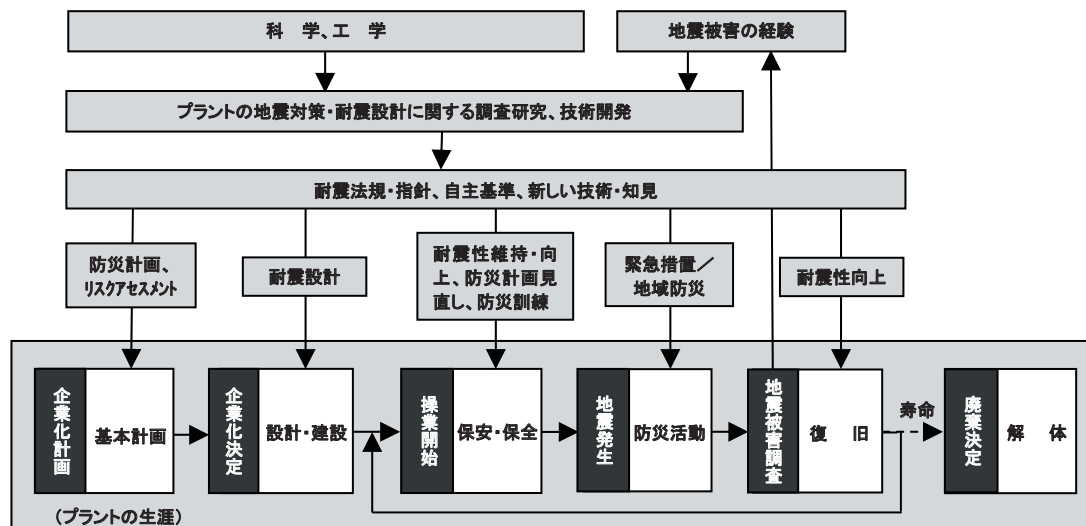 科　学、工　学
地震被害の経験
プラントの地震対策・耐震設計に関する調査研究、技術開発
耐震法規・指針、自主基準、新しい技術・知見
防災計画、
リスクアセスメント
耐震設計
耐震性維持・向
上、防災計画見
直し、防災訓練
緊急措置／
地域防災
耐震性向上
企業化計画
基本計画
企業化決定
設計・建設
操業開始
保安・保全
地震発生
防災活動
地震被害調査
復　旧
寿命
廃業決定
解　体
（プラントの生涯）